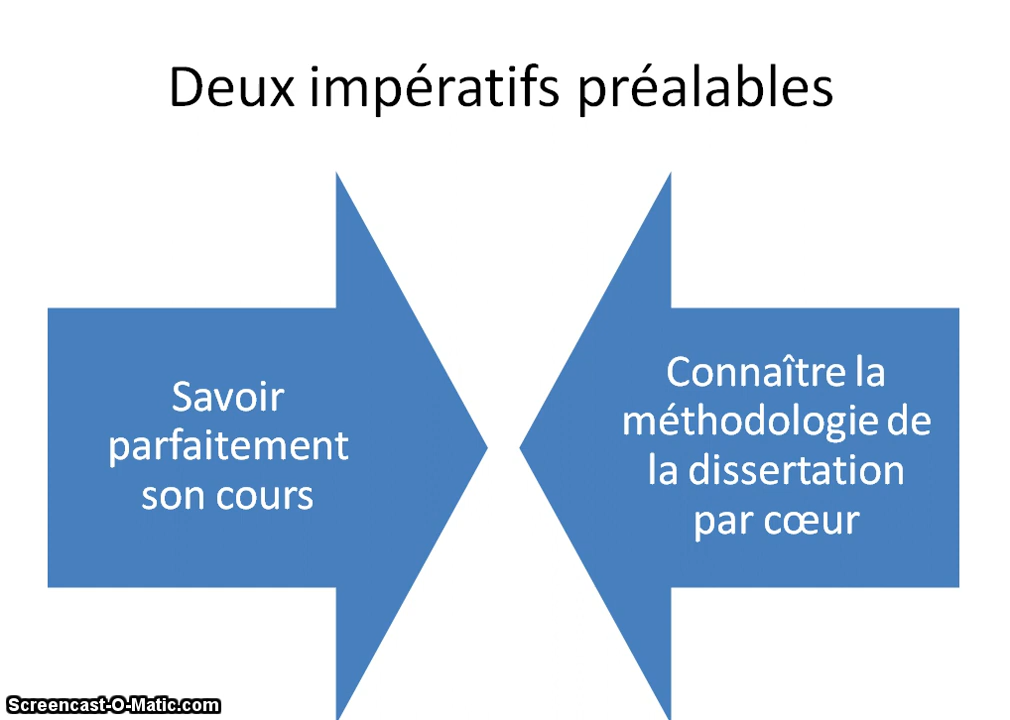 Deux impératifs préalables
Savoir
parfaitement
son cours
Connaître la
méthodologie de
la dissertation
par cœur
Screencast-O-Matic.com